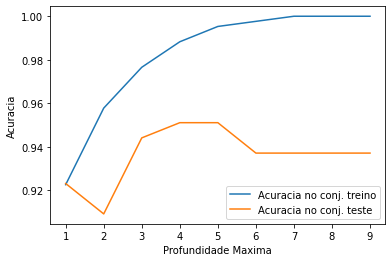 1.00
0.98
0.96
0.94
0.92
Acuracia
1 2 3 4 5 6 7 8 9
Profundidade Maxima
Acuracia no conj. treino
Acuracia no conj. teste